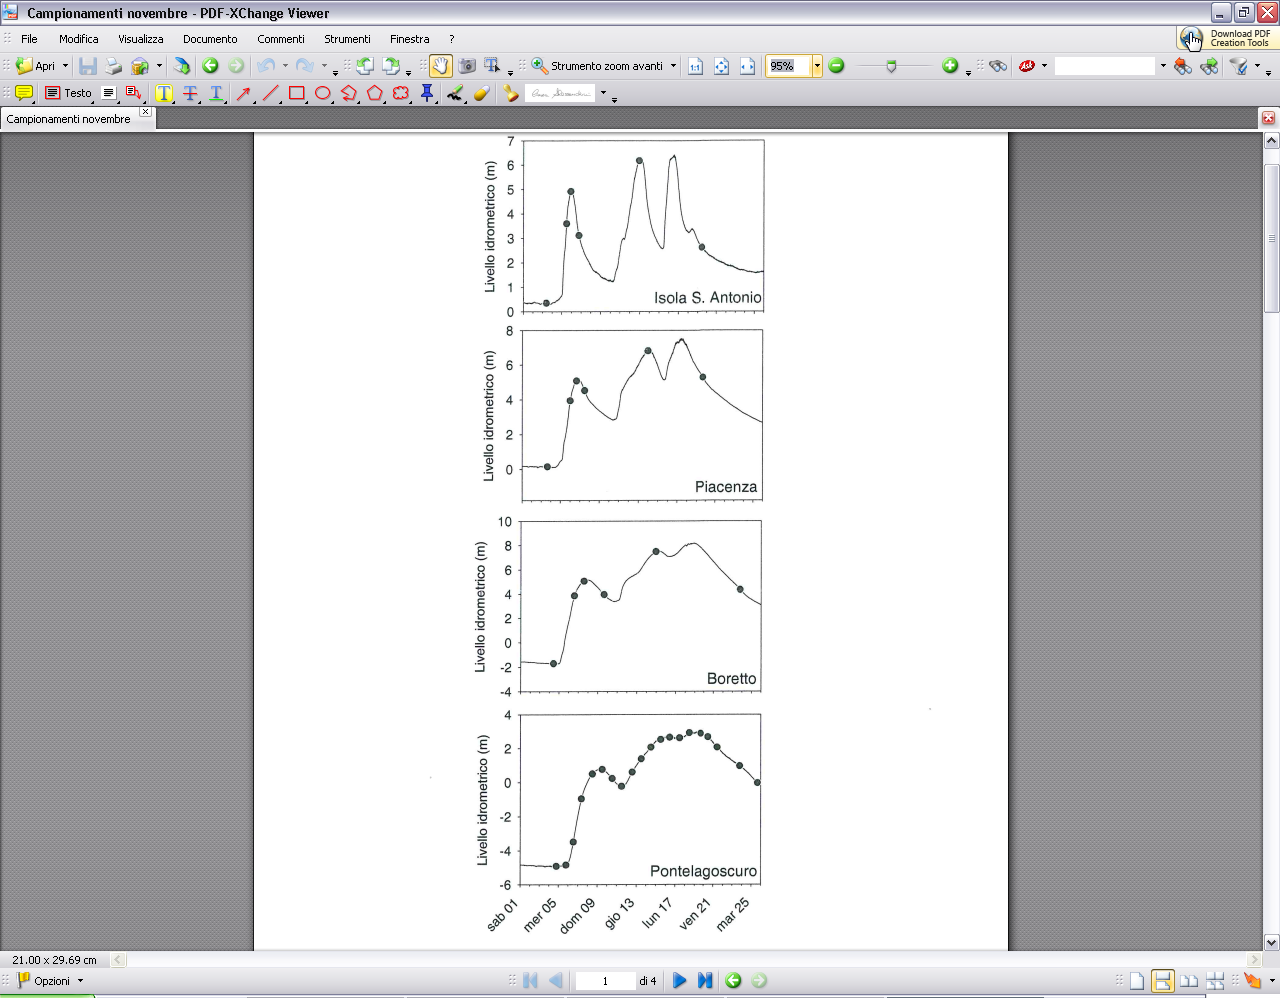 Campionamenti novembre - PDF-XChange Viewer
File Modifica Visualizza Documento Commenti Strumenti Finestra ?
Download PDF
Creation Tools
Apri Strumento zoom avanti 1:1 95% Ask
Testo T T T
Campionamenti novembre
Livello idrometrico (m)
7
6
5
4
3
2
1
0
Isola S. Antonio
Livello idrometrico (m)
8
6
4
2
0
Piacenza
Livello idrometrico (m)
10
8
6
4
2
0
-2
-4
Boretto
Livello idrometrico (m)
4
2
0
-2
-4
-6
Pontelagoscuro
sab 01 mer 05 dom 09 gio 13 lun 17 ven 21 mar 25
21.00 x 29.69 cm
Opzioni 1 di 4